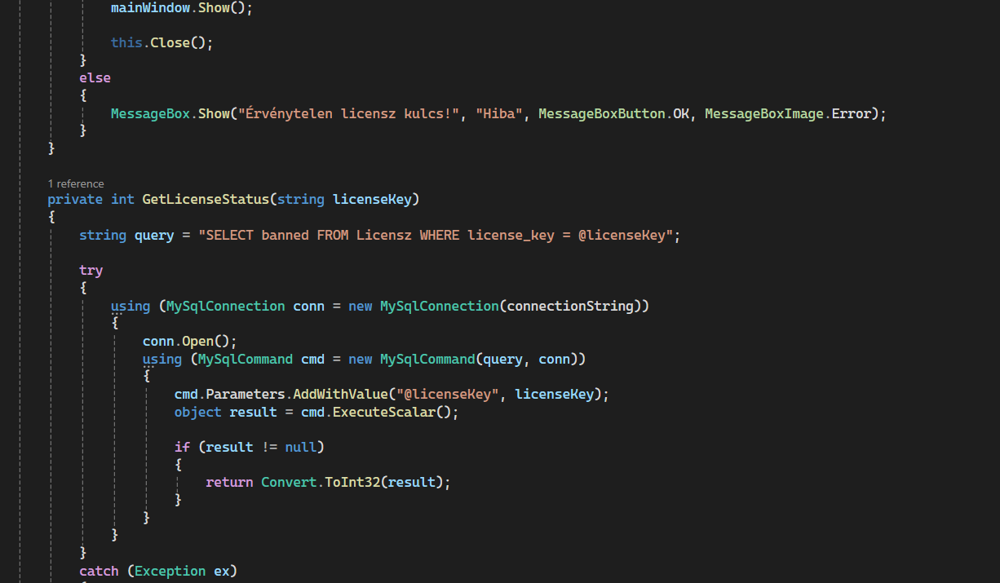 mainWindow.Show();
this.Close();
}
else
{
MessageBox.Show("Érvénytelen licensz kulcs!", "Hiba", MessageBoxButton.OK, MessageBoxImage.Error);
}
}
1 reference
private int GetLicenseStatus(string licenseKey)
{
string query = "SELECT banned FROM Licensz WHERE license_key = @licenseKey";
try
{
using (MySqlConnection conn = new MySqlConnection(connectionString))
{
conn.Open();
using (MySqlCommand cmd = new MySqlCommand(query, conn))
{
cmd.Parameters.AddWithValue("@licenseKey", licenseKey);
object result = cmd.ExecuteScalar();
if (result != null)
{
return Convert.ToInt32(result);
}
}
}
}
catch (Exception ex)